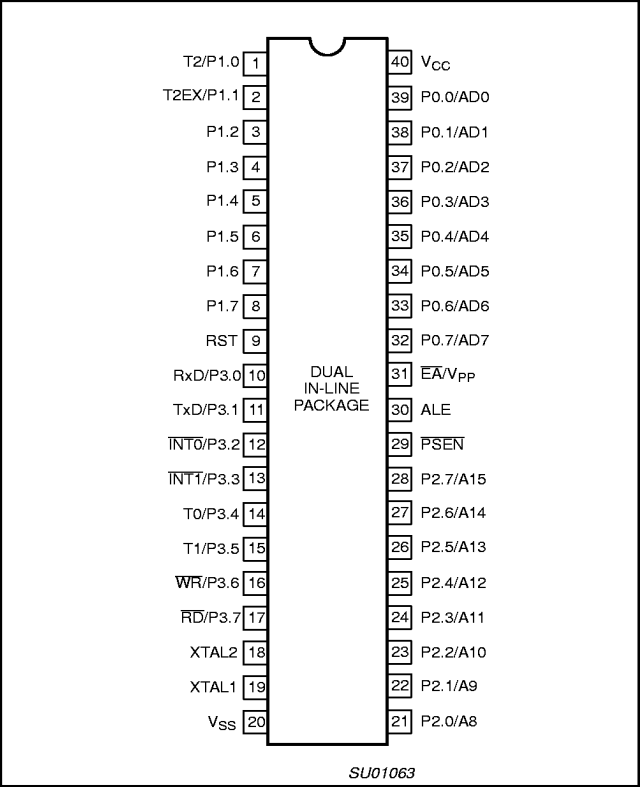 T2/P1.0 1 40 VCC
T2EX/P1.1 2 39 P0.0/AD0
P1.2 3 38 P0.1/AD1
P1.3 4 37 P0.2/AD2
P1.4 5 36 P0.3/AD3
P1.5 6 35 P0.4/AD4
P1.6 7 34 P0.5/AD5
P1.7 8 33 P0.6/AD6
RST 9 32 P0.7/AD7
RxD/P3.0 10 31 E̅A̅/VPP
DUAL
IN-LINE
PACKAGE
TxD/P3.1 11 30 ALE
I̅N̅T̅0̅/P3.2 12 29 P̅S̅E̅N̅
I̅N̅T̅1̅/P3.3 13 28 P2.7/A15
T0/P3.4 14 27 P2.6/A14
T1/P3.5 15 26 P2.5/A13
W̅R̅/P3.6 16 25 P2.4/A12
R̅D̅/P3.7 17 24 P2.3/A11
XTAL2 18 23 P2.2/A10
XTAL1 19 22 P2.1/A9
VSS 20 21 P2.0/A8
SU01063